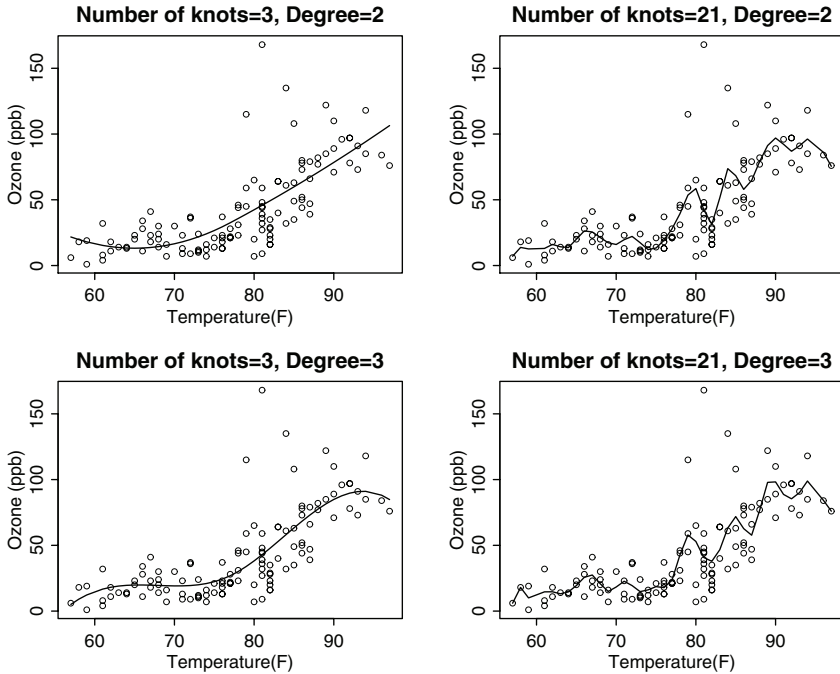 Number of knots=3, Degree=2
Ozone (ppb)
0
50
100
150
60
70
80
90
Temperature(F)
Number of knots=21, Degree=2
Ozone (ppb)
0
50
100
150
60
70
80
90
Temperature(F)
Number of knots=3, Degree=3
Ozone (ppb)
0
50
100
150
60
70
80
90
Temperature(F)
Number of knots=21, Degree=3
Ozone (ppb)
0
50
100
150
60
70
80
90
Temperature(F)